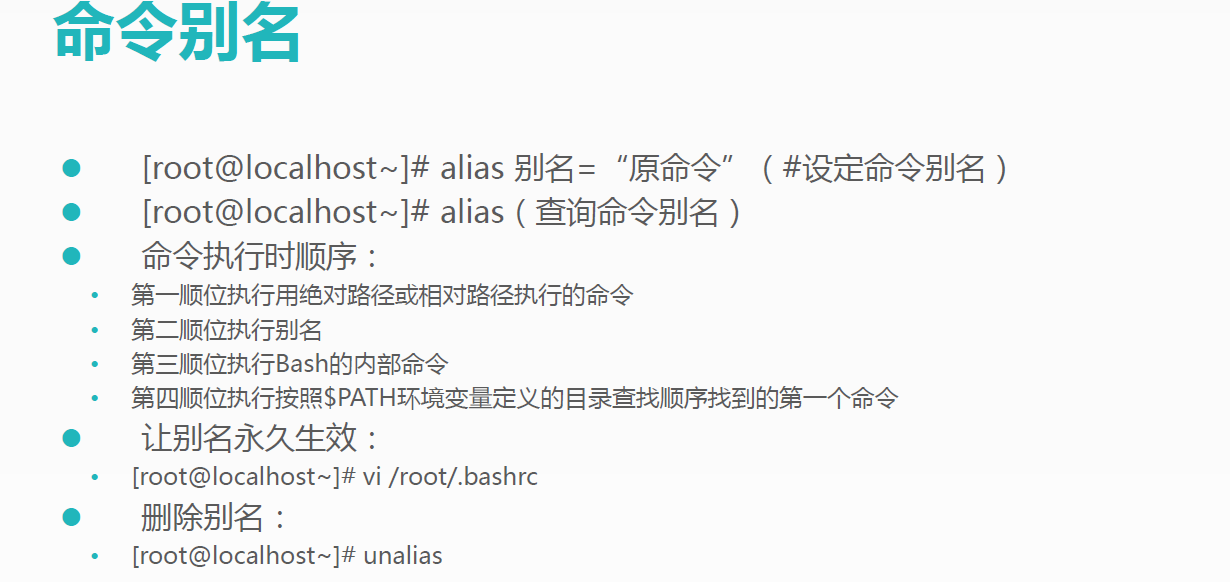 命令别名
[root@localhost~]# alias 别名=“原命令”（#设定命令别名）
[root@localhost~]# alias（查询命令别名）
命令执行时顺序：
第一顺位执行用绝对路径或相对路径执行的命令
第二顺位执行别名
第三顺位执行Bash的内部命令
第四顺位执行按照$PATH环境变量定义的目录查找顺序找到的第一个命令
让别名永久生效：
[root@localhost~]# vi /root/.bashrc
删除别名：
[root@localhost~]# unalias